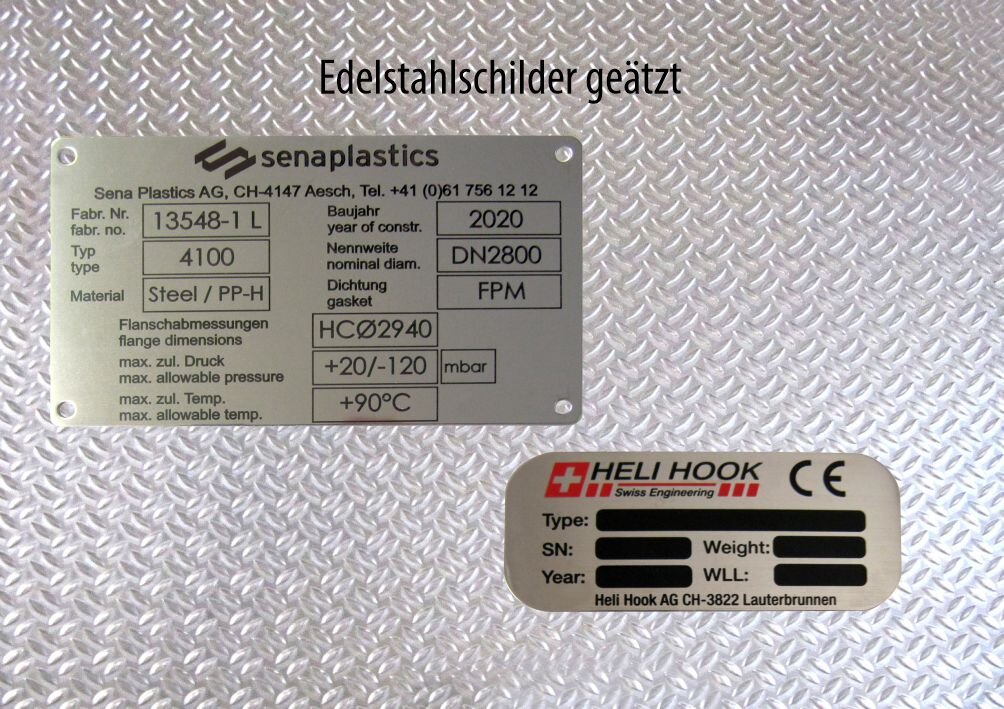 Edelstahlschilder geätzt
senaplastics
Sena Plastics AG, CH-4147 Aesch, Tel. +41 (0)61 756 12 12
Fabr. Nr.
fabr. no.
13548-1 L
Baujahr
year of constr.
2020
Typ
type
4100
Nennweite
nominal diam.
DN2800
Material
Steel / PP-H
Dichtung
gasket
FPM
Flanschabmessungen
flange dimensions
HCØ2940
max. zul. Druck
max. allowable pressure
+20/-120
mbar
max. zul. Temp.
max. allowable temp.
+90°C
HELI HOOK
Swiss Engineering
CE
Type:
SN:
Weight:
Year:
WLL:
Heli Hook AG CH-3822 Lauterbrunnen